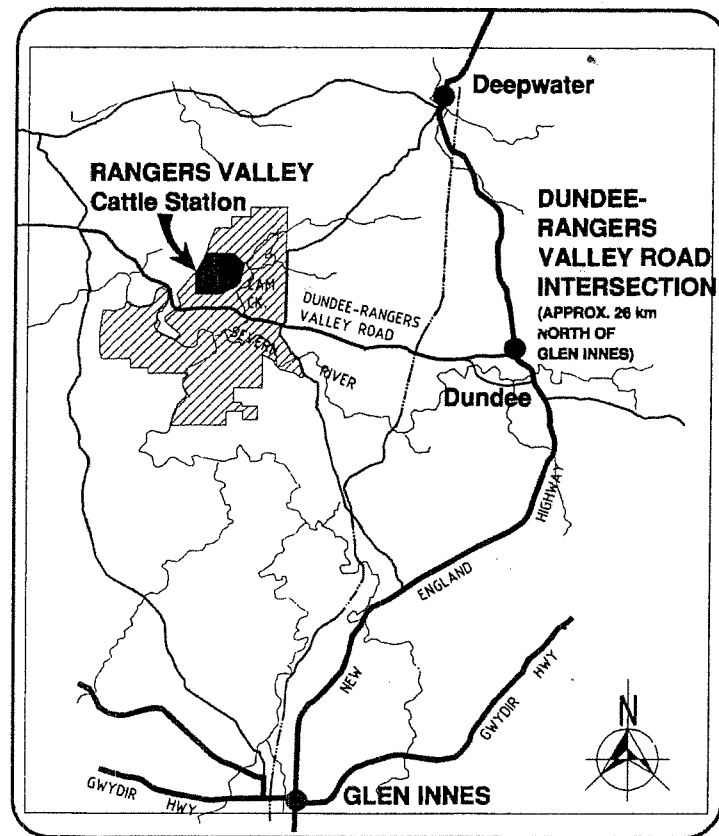 Deepwater
RANGERS VALLEY
Cattle Station
DUNDEE-
RANGERS
VALLEY ROAD
INTERSECTION
(APPROX. 26 km
NORTH OF
GLEN INNES)
CK.
DUNDEE-RANGERS
VALLEY ROAD
SEVERN
RIVER
Dundee
HIGHWAY
ENGLAND
NEW
GWYDIR HWY
N
GWYDIR
HWY
GLEN INNES